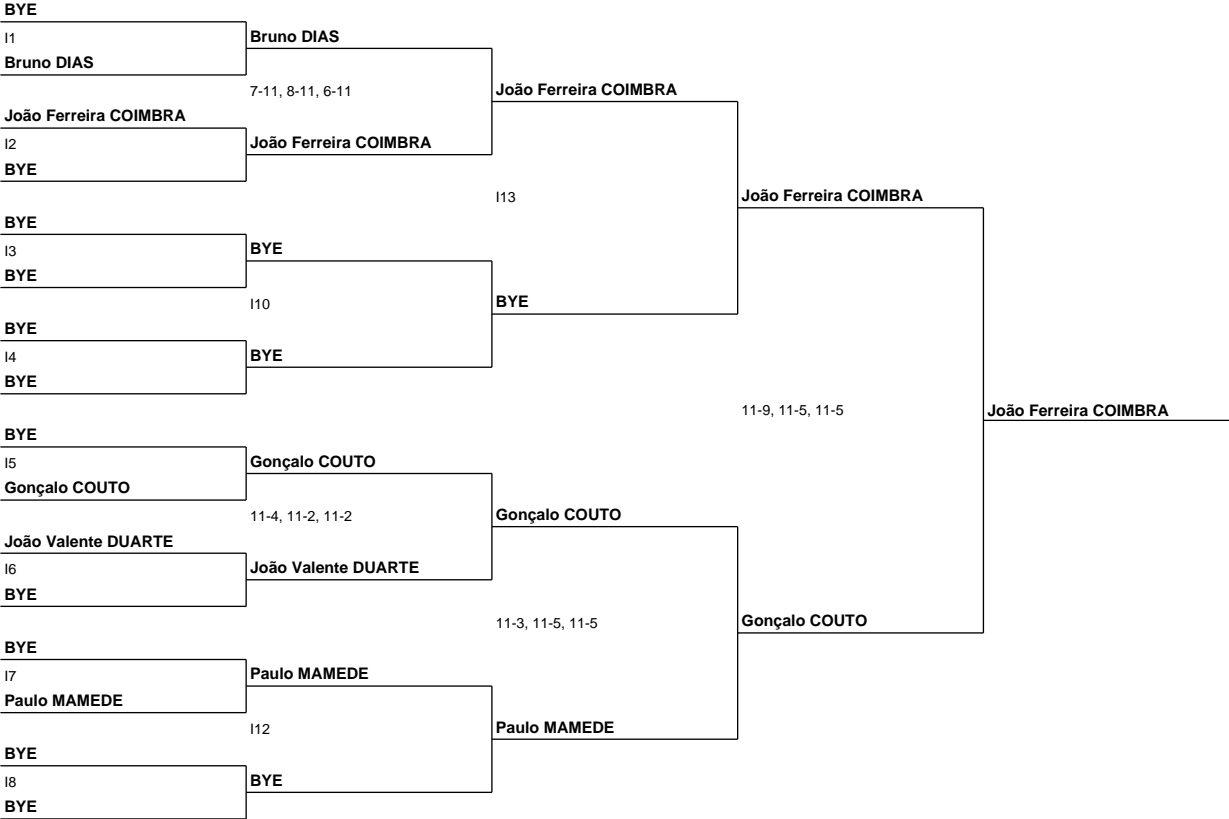 BYE
I1
Bruno DIAS
Bruno DIAS
7-11, 8-11, 6-11
João Ferreira COIMBRA
João Ferreira COIMBRA
I2
João Ferreira COIMBRA
BYE
I13
João Ferreira COIMBRA
BYE
I3
BYE
BYE
I10
BYE
BYE
I4
BYE
BYE
11-9, 11-5, 11-5
João Ferreira COIMBRA
BYE
I5
Gonçalo COUTO
Gonçalo COUTO
11-4, 11-2, 11-2
Gonçalo COUTO
João Valente DUARTE
I6
João Valente DUARTE
BYE
11-3, 11-5, 11-5
Gonçalo COUTO
BYE
I7
Paulo MAMEDE
Paulo MAMEDE
I12
Paulo MAMEDE
BYE
I8
BYE
BYE